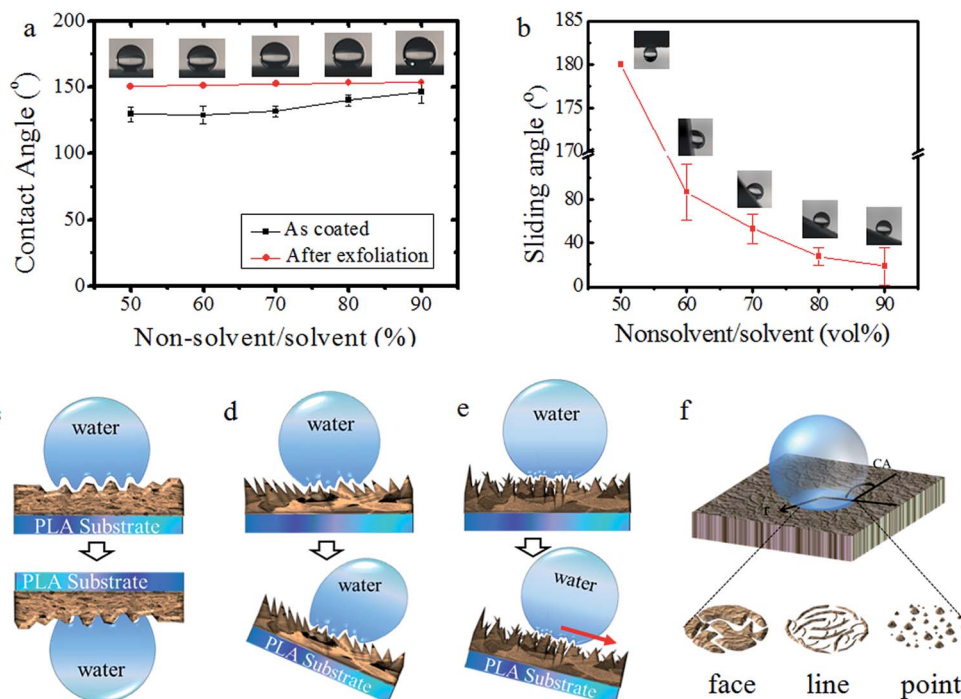 a
200
150
100
50
0
Contact Angle (°)
As coated
After exfoliation
50 60 70 80 90
Non-solvent/solvent (%)
b
180
175
170
80
40
0
Sliding angle (°)
50 60 70 80 90
Nonsolvent/solvent (vol%)
water
PLA Substrate
PLA Substrate
water
d
water
water
PLA Substrate
e
water
water
PLA Substrate
f
CA
r
face line point